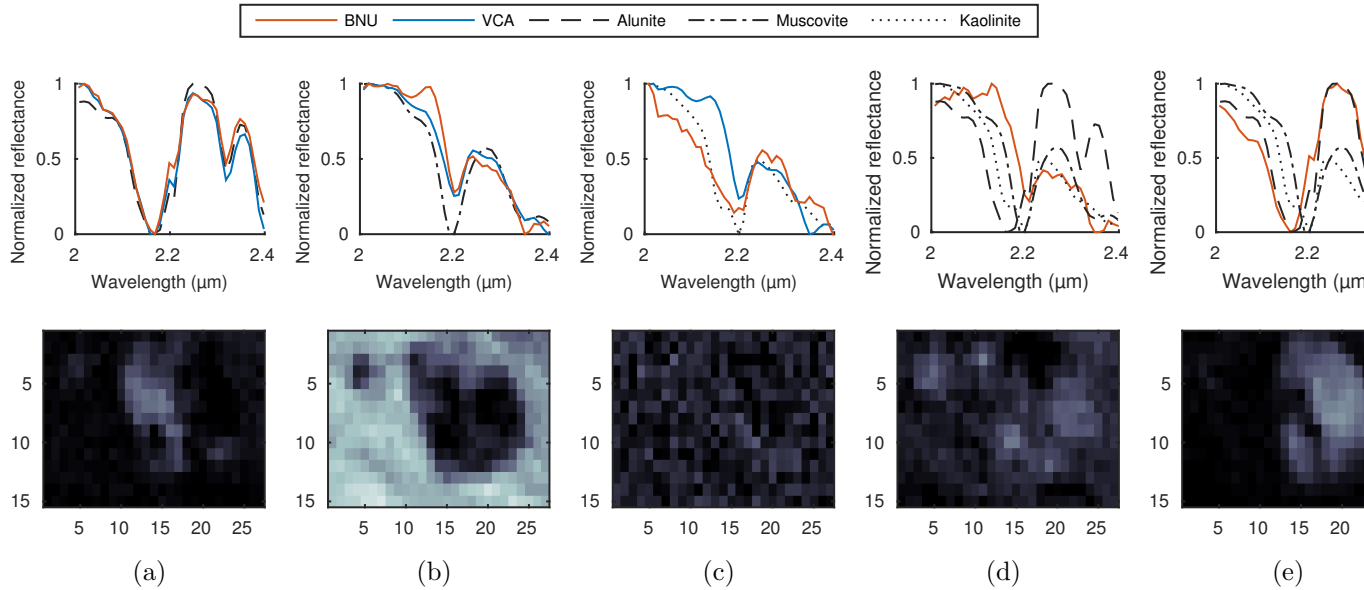 BNU VCA Alunite Muscovite Kaolinite
Normalized reflectance Normalized reflectance Normalized reflectance Normalized reflectance Normalized reflectance
1 1 1 1 1
0.5 0.5 0.5 0.5 0.5
0 0 0 0 0
2 2.2 2.4 2 2.2 2.4 2 2.2 2.4 2 2.2 2.4 2 2.2
Wavelength (µm) Wavelength (µm) Wavelength (µm) Wavelength (µm) Wavelength (µm)
5 5 5 5 5
10 10 10 10 10
15 15 15 15 15
5 10 15 20 25 5 10 15 20 25 5 10 15 20 25 5 10 15 20 25 5 10 15 20
(a) (b) (c) (d) (e)